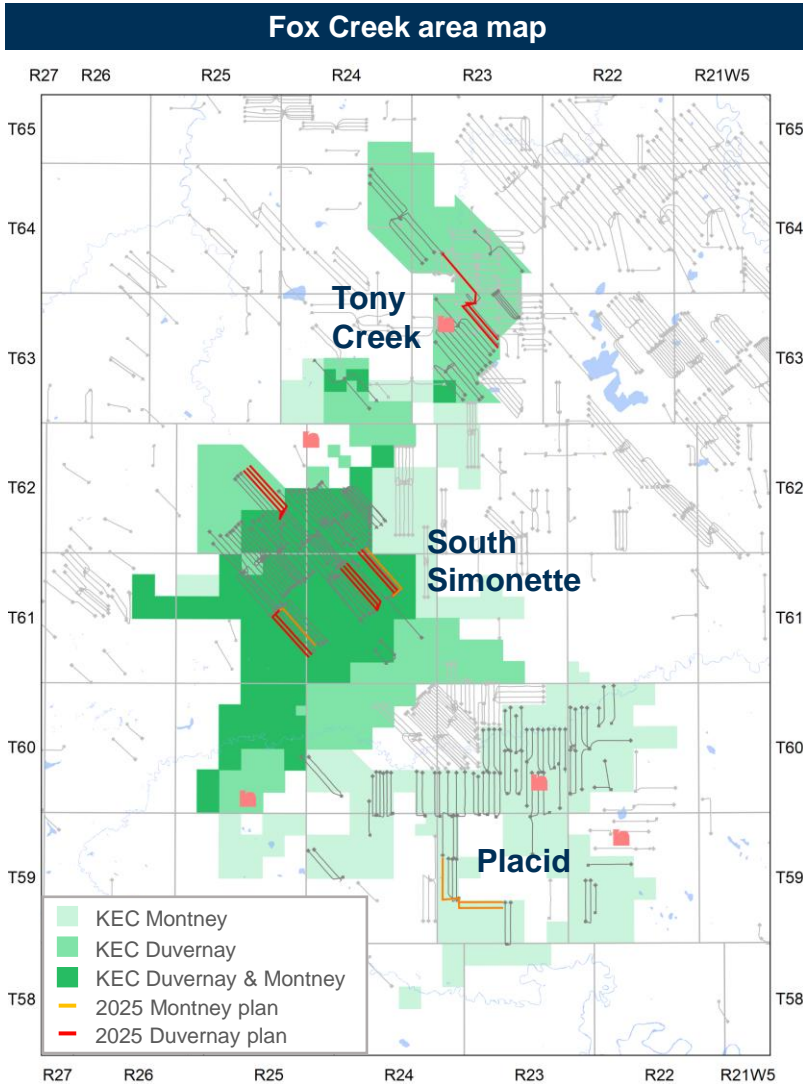 Fox Creek area map
R27 R26 R25 R24 R23 R22 R21W5
T65 T65
T64 T64
Tony
Creek
T63 T63
T62 T62
South
Simonette
T61 T61
T60 T60
Placid
T59 T59
KEC Montney
KEC Duvernay
KEC Duvernay & Montney
T58 T58
2025 Montney plan
2025 Duvernay plan
R27 R26 R25 R24 R23 R22 R21W5